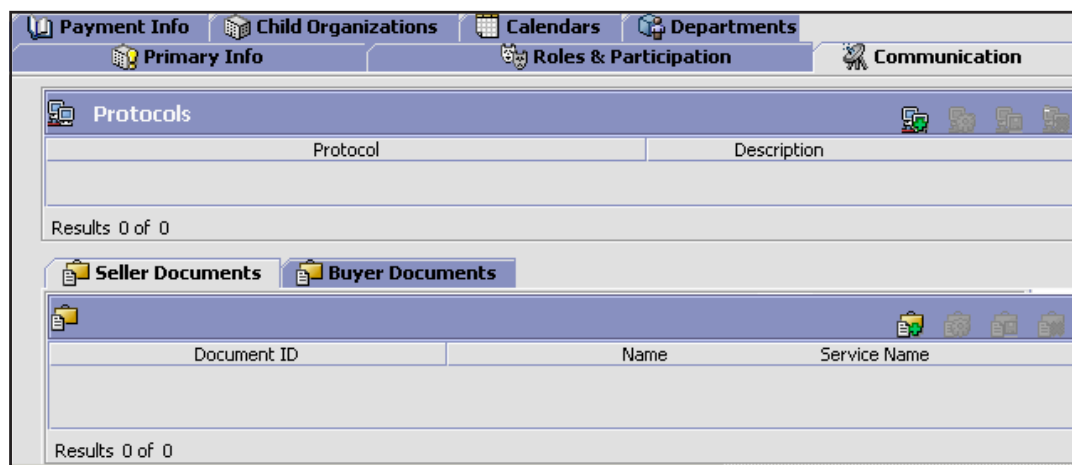 Payment Info Child Organizations Calendars Departments
Primary Info Roles & Participation Communication
Protocols
Protocol Description
Results 0 of 0
Seller Documents Buyer Documents
Document ID Name Service Name
Results 0 of 0